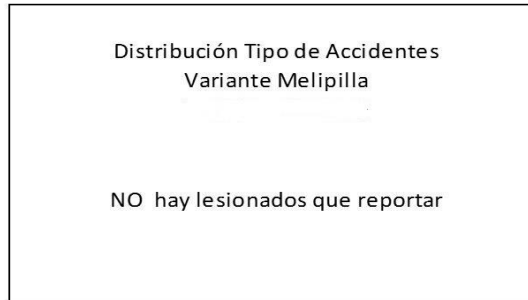 Distribución Tipo de Accidentes
Variante Melipilla
NO hay lesionados que reportar